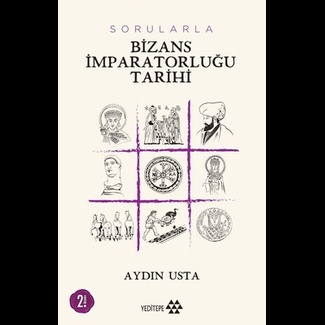 SORULARLA
BİZANS
İMPARATORLUĞU
TARİHİ
AYDIN USTA
2.
YEDİTEPE